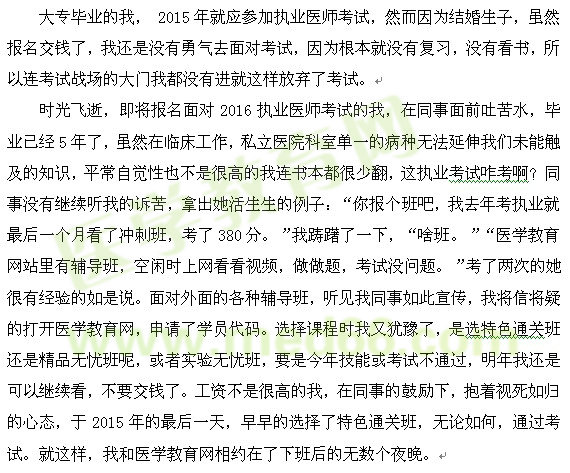 大专毕业的我， 2015 年就应参加执业医师考试，然而因为结婚生子，虽然
报名交钱了，我还是没有勇气去面对考试，因为根本就没有复习，没有看书，所
以连考试战场的大门我都没有进就这样放弃了考试。
时光飞逝，即将报名面对 2016 执业医师考试的我，在同事面前吐苦水，毕
业已经 5 年了，虽然在临床工作，私立医院科室单一的病种无法延伸我们未能触
及的知识，平常自觉性也不是很高的我连书本都很少翻，这执业考试咋考啊？同
事没有继续听我的诉苦，拿出她活生生的例子：“你报个班吧，我去年考执业就
最后一个月看了冲刺班，考了 380 分。”我踌躇了一下，“啥班。”“医学教育
网站里有辅导班，空闲时上网看看视频，做做题，考试没问题。”考了两次的她
很有经验的如是说。面对外面的各种辅导班，听见我同事如此宣传，我将信将疑
的打开医学教育网，申请了学员代码。选择课程时我又犹豫了，是选特色通关班
还是精品无忧班呢，或者实验无忧班，要是今年技能或考试不通过，明年我还是
可以继续看，不要交钱了。工资不是很高的我，在同事的鼓励下，抱着视死如归
的心态，于 2015 年的最后一天，早早的选择了特色通关班，无论如何，通过考
试。就这样，我和医学教育网相约在了下班后的无数个夜晚。
医学教育网
www.med66.com